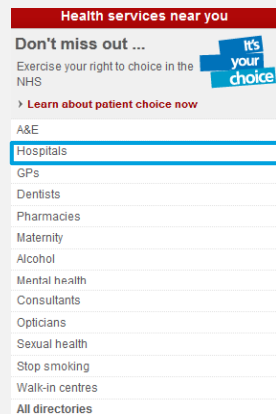 Health services near you
Don't miss out ...
Exercise your right to choice in the
NHS
It's
your
choice
› Learn about patient choice now
A&E
Hospitals
GPs
Dentists
Pharmacies
Maternity
Alcohol
Mental health
Consultants
Opticians
Sexual health
Stop smoking
Walk-in centres
All directories